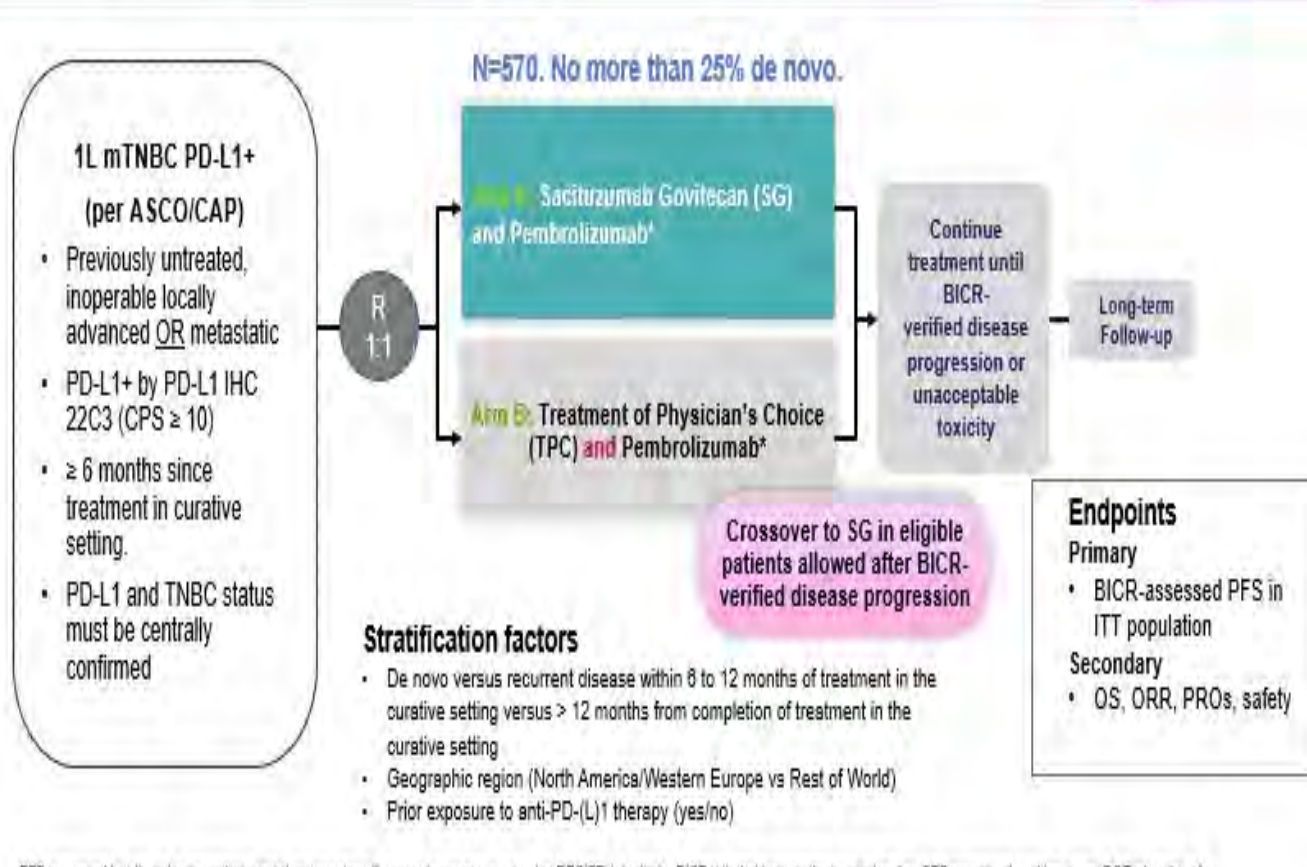 N=570. No more than 25% de novo.
1L mTNBC PD-L1+
(per ASCO/CAP)
• Previously untreated,
inoperable locally
advanced OR metastatic
• PD-L1+ by PD-L1 IHC
22C3 (CPS ≥ 10)
• ≥ 6 months since
treatment in curative
setting.
• PD-L1 and TNBC status
must be centrally
confirmed
R
1:1
Sacituzumab Govitecan (SG)
and Pembrolizumab*
Arm B: Treatment of Physician's Choice
(TPC) and Pembrolizumab*
Continue
treatment until
BICR-
verified disease
progression or
unacceptable
toxicity
Long-term
Follow-up
Crossover to SG in eligible
patients allowed after BICR-
verified disease progression
Stratification factors
• De novo versus recurrent disease within 6 to 12 months of treatment in the
curative setting versus > 12 months from completion of treatment in the
curative setting
• Geographic region (North America/Western Europe vs Rest of World)
• Prior exposure to anti-PD-(L)1 therapy (yes/no)
Endpoints
Primary
• BICR-assessed PFS in
ITT population
Secondary
• OS, ORR, PROs, safety